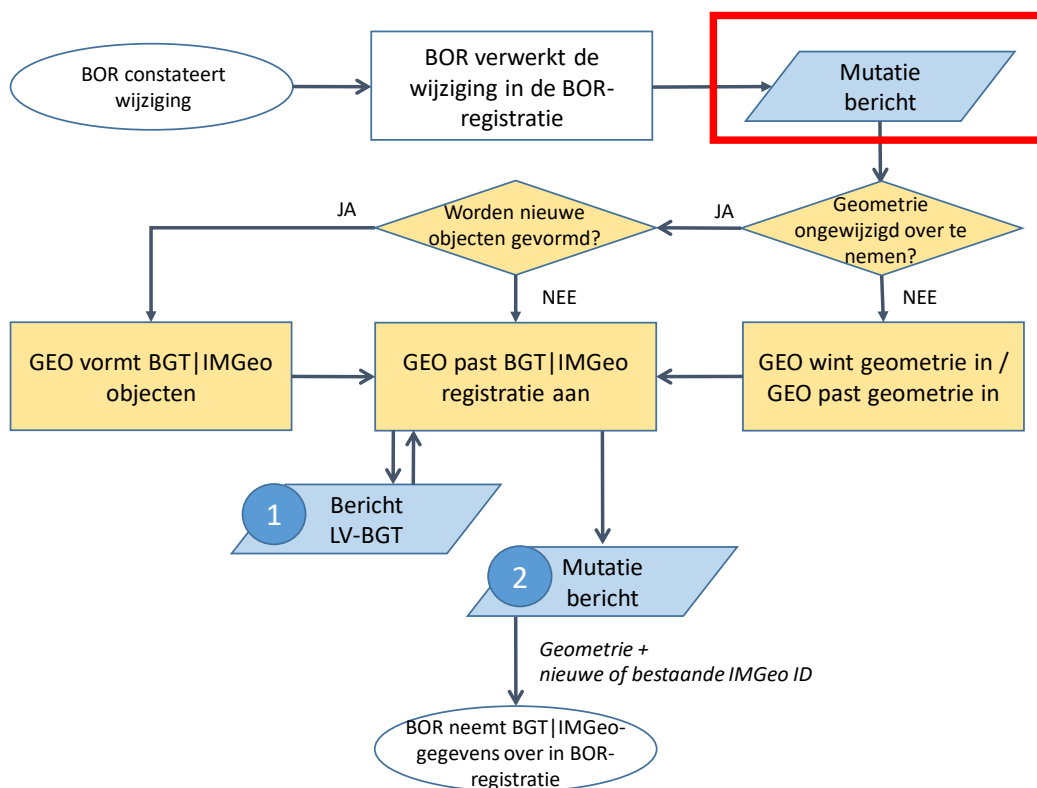 BOR constateert
wijziging
BOR verwerkt de
wijziging in de BOR-
registratie
Mutatie
bericht
JA
Worden nieuwe
objecten gevormd?
JA
Geometrie
ongewijzigd over te
nemen?
NEE
NEE
GEO vormt BGT|IMGeo
objecten
GEO past BGT|IMGeo
registratie aan
GEO wint geometrie in /
GEO past geometrie in
1
Bericht
LV-BGT
2
Mutatie
bericht
Geometrie +
nieuwe of bestaande IMGeo ID
BOR neemt BGT|IMGeo-
gegevens over in BOR-
registratie